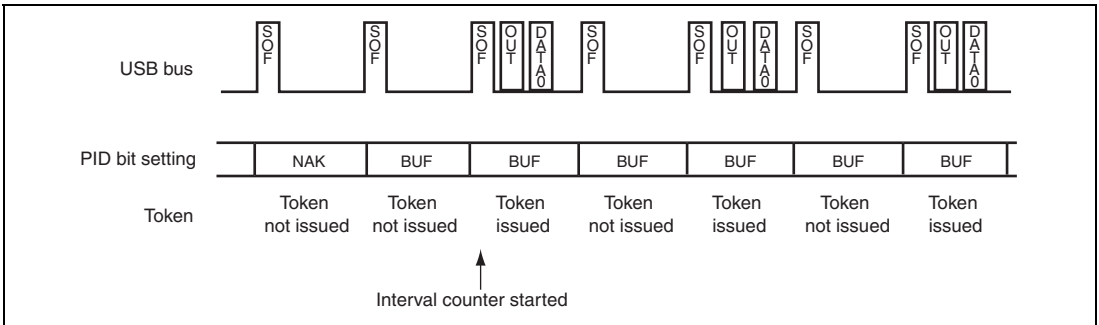 SOF SOF SOF OUT DATA0 SOF SOF OUT DATA0 SOF SOF OUT DATA0
USB bus
PID bit setting NAK BUF BUF BUF BUF BUF BUF
Token Token Token Token Token Token Token Token
not issued not issued issued not issued issued not issued issued
Interval counter started